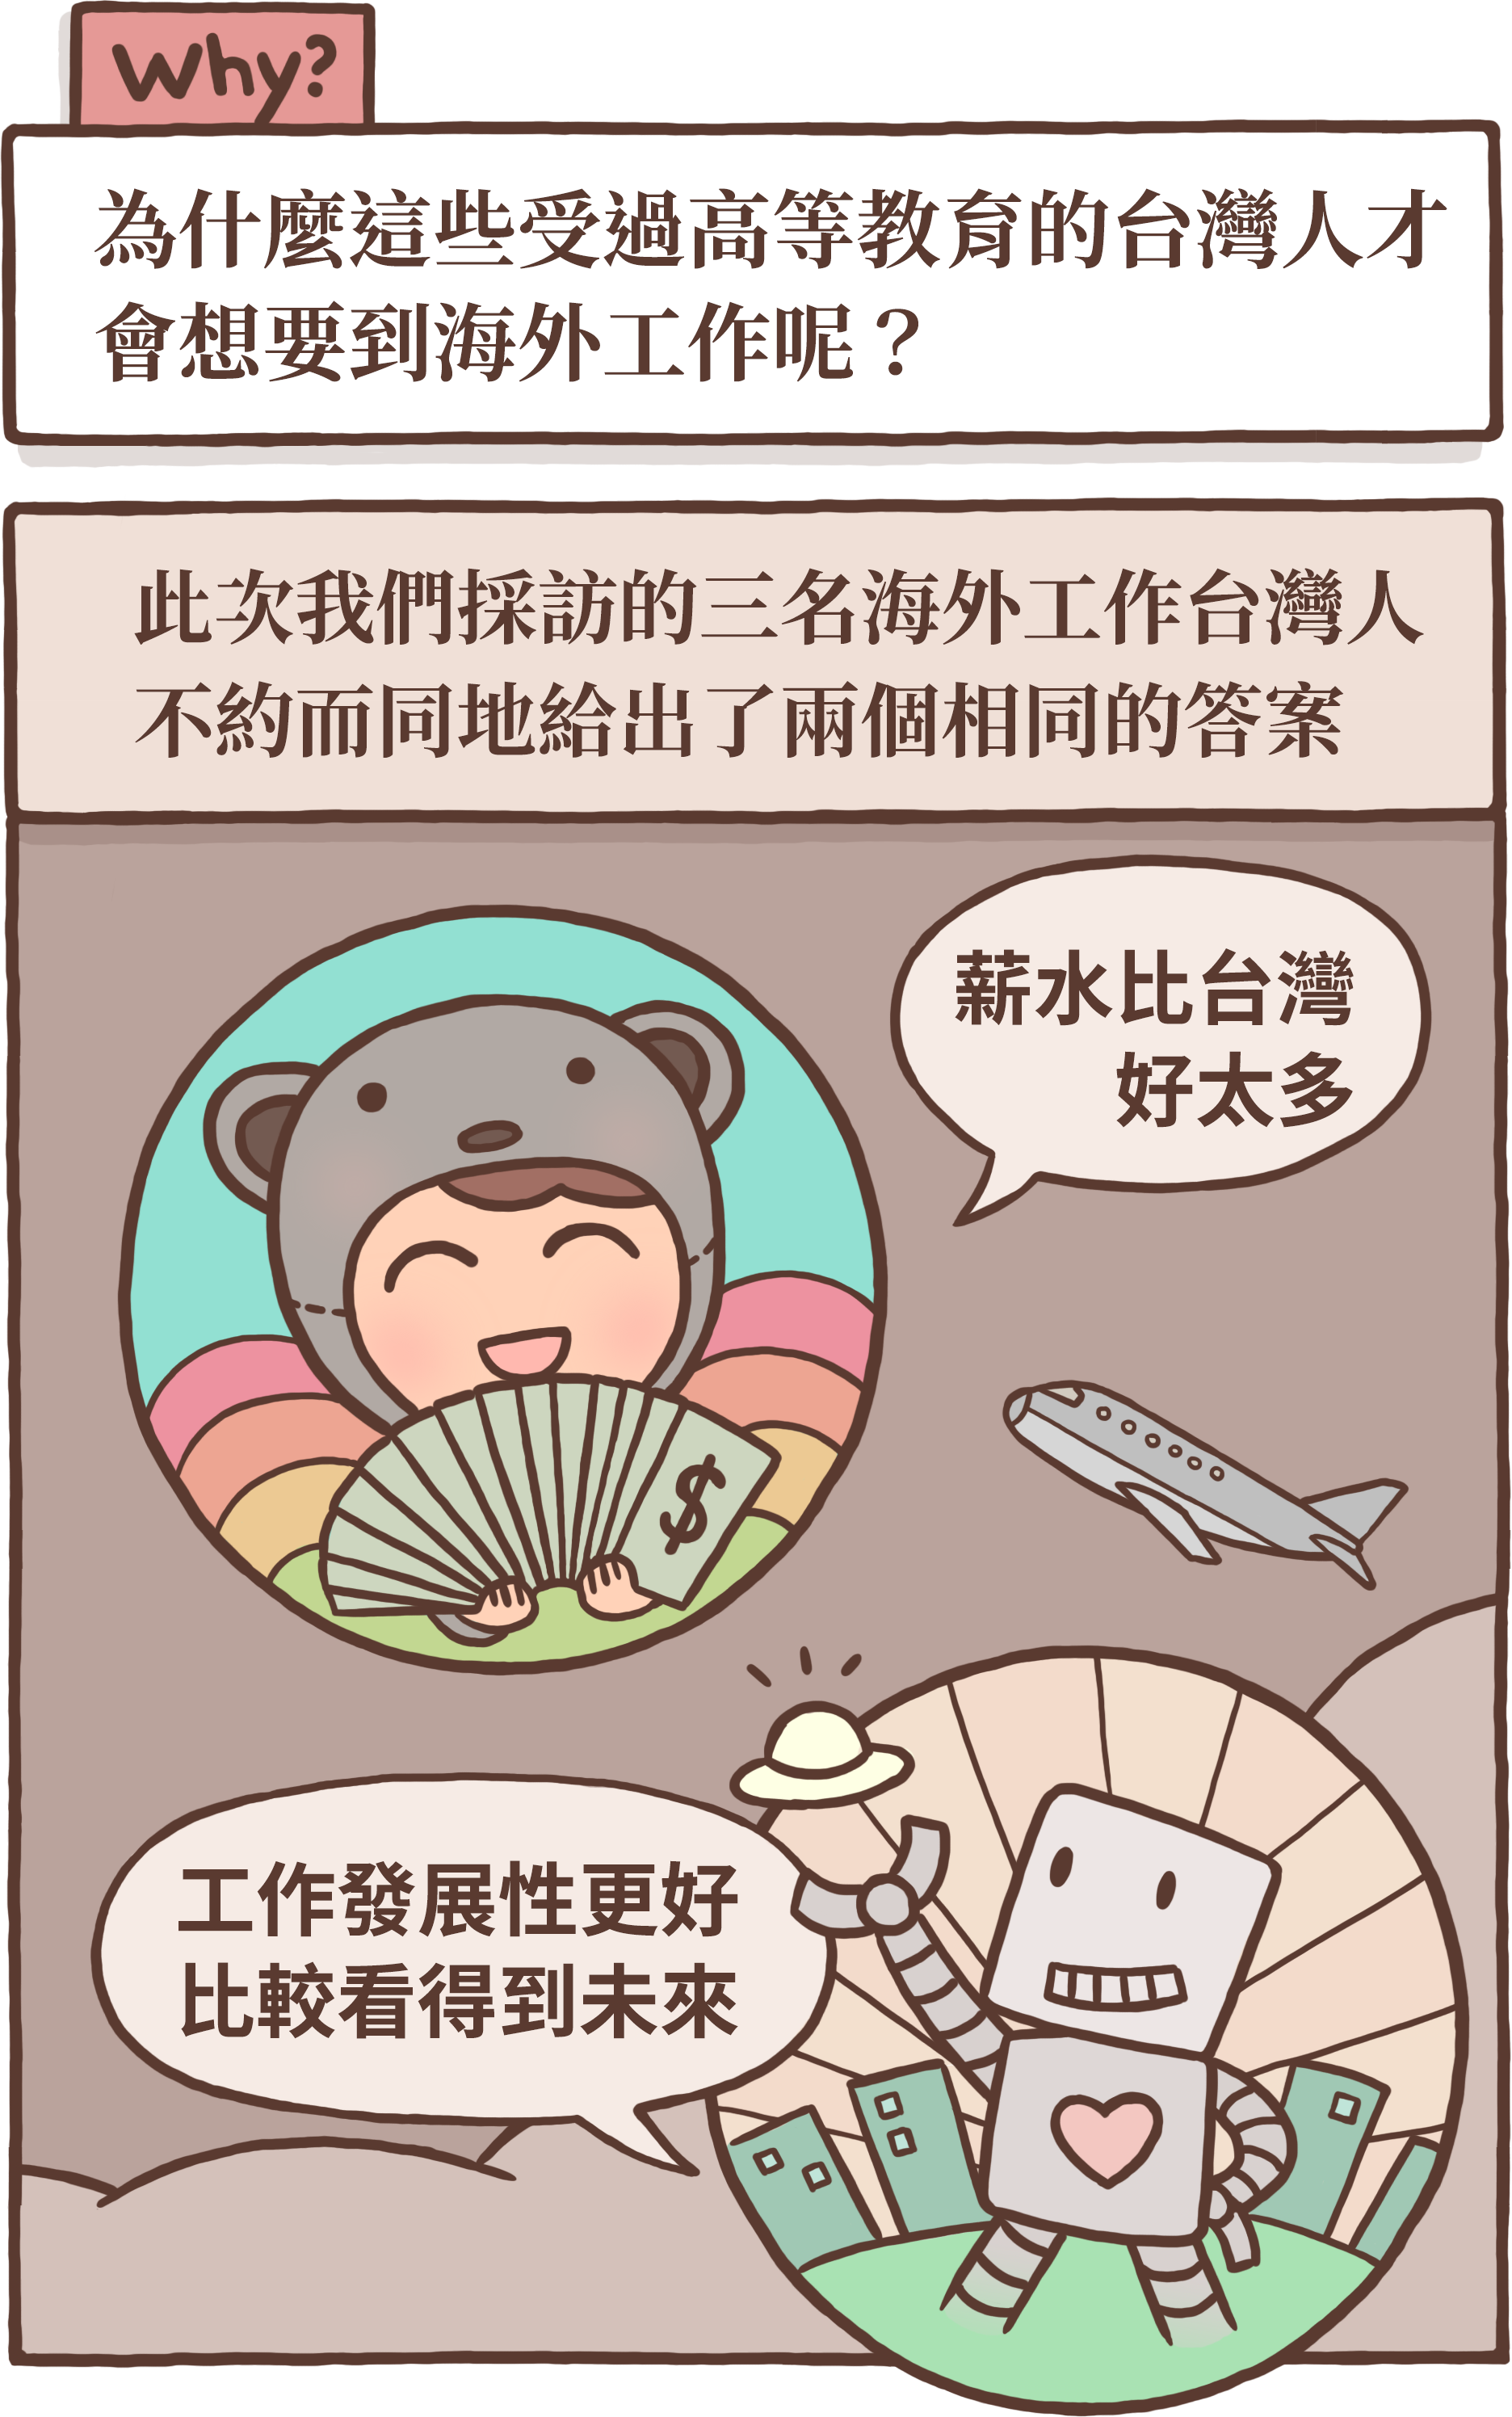 Why?
為什麼這些受過高等教育的台灣人才
會想要到海外工作呢？
此次我們採訪的三名海外工作台灣人
不約而同地給出了兩個相同的答案
薪水比台灣
好太多
$
工作發展性更好
比較看得到未來